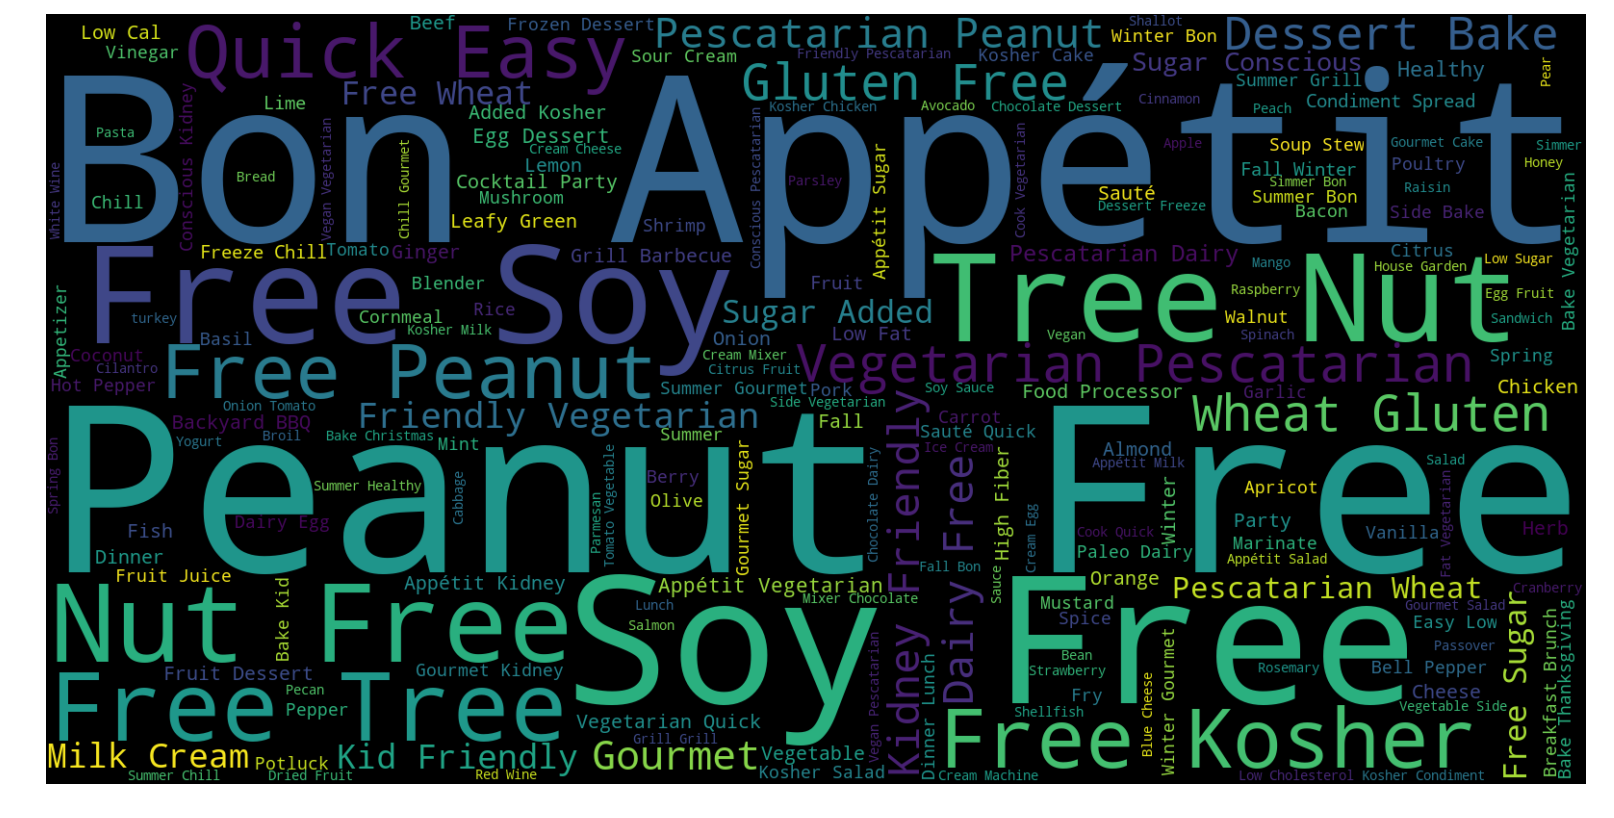 Bon Appétit
Peanut Free
Soy Free
Free Soy
Tree Nut
Nut Free
Free Tree
Free Peanut
Free Kosher
Quick Easy
Vegetarian Pescatarian
Wheat Gluten
Gluten Free
Dessert Bake
Pescatarian Peanut
Friendly Vegetarian
Kidney Friendly
Dairy Free
Kid Friendly
Gourmet
Milk Cream
Free Sugar
Pescatarian Wheat
Sugar Added
Sugar Conscious
Free Wheat
Low Cal
Vinegar
Beef
Frozen Dessert
Sour Cream
Friendly Pescatarian
Kosher Cake
Shallot
Winter Bon
Summer Grill
Healthy
Pear
Lime
Added Kosher
Egg Dessert
Cream Cheese
Lemon
Cocktail Party
Mushroom
Leafy Green
Kosher Chicken
Avocado
Chocolate Dessert
Cinnamon
Peach
Condiment Spread
Apple
Soup Stew
Gourmet Cake
Simmer
Fall Winter
Poultry
Honey
Simmer Bon
Summer Bon
Raisin
Bacon
Side Bake
Sauté
Dessert Freeze
Parsley
Pasta
Bread
Chill
White Wine
Conscious Kidney
Vegan Vegetarian
Chill Gourmet
Conscious Pescatarian
Appétit Sugar
Cook Vegetarian
Bake Vegetarian
Shrimp
Freeze Chill
Tomato
Ginger
Grill Barbecue
Fruit
Pescatarian Dairy
Citrus
Mango
House Garden
Low Sugar
Raspberry
Egg Fruit
Walnut
Sandwich
Vegan
Spinach
Blender
Rice
Cornmeal
Kosher Milk
turkey
Basil
Appetizer
Coconut
Cilantro
Hot Pepper
Onion
Low Fat
Cream Mixer
Citrus Fruit
Summer Gourmet
Pork
Soy Sauce
Food Processor
Garlic
Spring
Chicken
Side Vegetarian
Onion Tomato
Backyard BBQ
Yogurt
Broil
Bake Christmas
Mint
Summer
Fall
Carrot
Sauté Quick
Ice Cream
Almond
Appétit Milk
Salad
Summer Healthy
Berry
Olive
Cabbage
Parmesan
Tomato Vegetable
Gourmet Sugar
Chocolate Dairy
High Fiber
Sauce
Cream Egg
Winter
Apricot
Party
Marinate
Appétit Salad
Vanilla
Fat Vegetarian
Herb
Cook Quick
Paleo Dairy
Spring Bon
Fish
Dairy Egg
Dinner
Fruit Juice
Bake Kid
Appétit Kidney
Appétit Vegetarian
Mixer Chocolate
Lunch
Salmon
Fall Bon
Orange
Mustard
Spice
Cranberry
Gourmet Salad
Easy Low
Passover
Bean
Strawberry
Rosemary
Bell Pepper
Fry
Cheese
Shellfish
Vegetable Side
Blue Cheese
Winter Gourmet
Breakfast Brunch
Bake Thanksgiving
Fruit Dessert
Gourmet Kidney
Pecan
Pepper
Vegetarian Quick
Grill Grill
Vegetable
Kosher Salad
Vegan Pescatarian
Dinner Lunch
Cream Machine
Potluck
Summer Chill
Dried Fruit
Red Wine
Low Cholesterol
Kosher Condiment